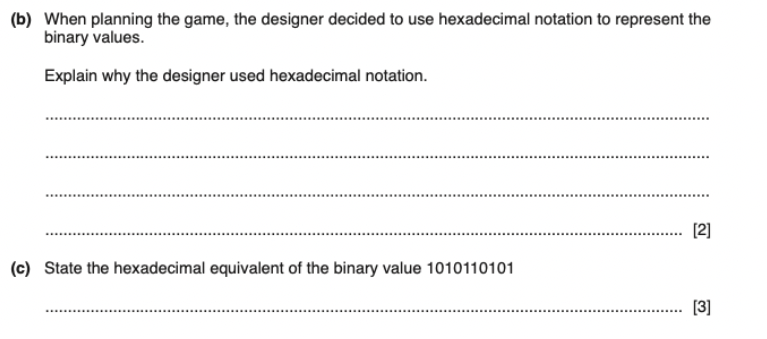 (b) When planning the game, the designer decided to use hexadecimal notation to represent the
binary values.
Explain why the designer used hexadecimal notation.
[2]
(c) State the hexadecimal equivalent of the binary value 1010110101
[3]